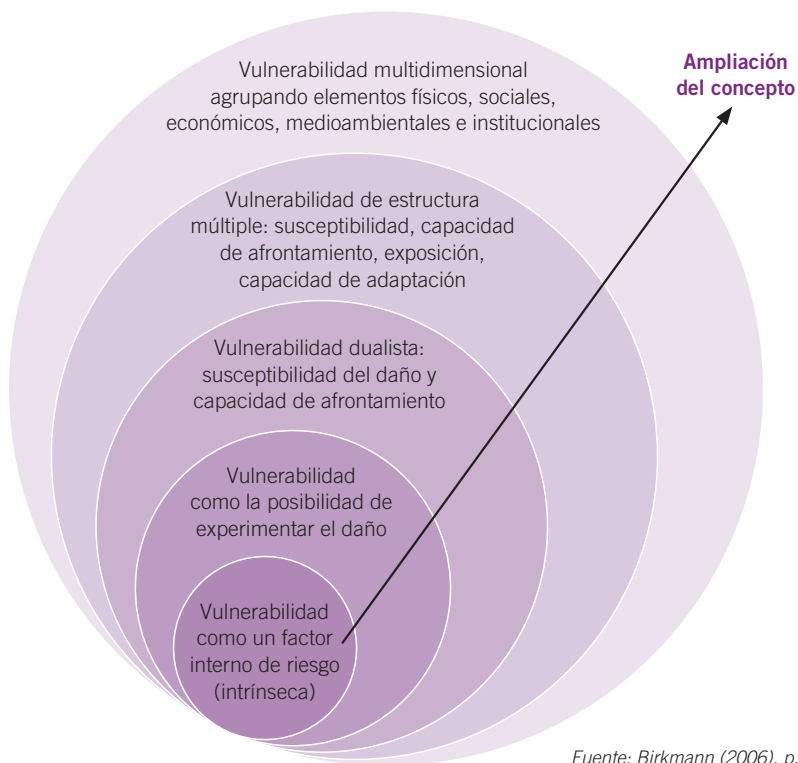 Vulnerabilidad multidimensional
agrupando elementos físicos, sociales,
económicos, medioambientales e institucionales
Ampliación
del concepto
Vulnerabilidad de estructura
múltiple: susceptibilidad, capacidad
de afrontamiento, exposición,
capacidad de adaptación
Vulnerabilidad dualista:
susceptibilidad del daño y
capacidad de afrontamiento
Vulnerabilidad
como la posibilidad de
experimentar el daño
Vulnerabilidad
como un factor
interno de riesgo
(intrínseca)
Fuente: Birkmann (2006), p.